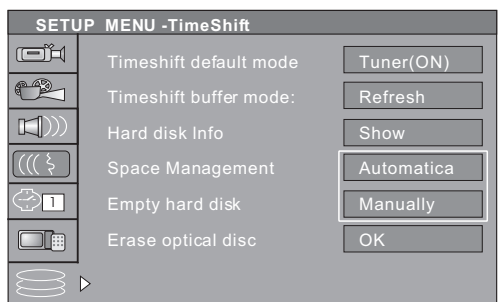 SETUP MENU -TimeShift
Timeshift default mode Tuner(ON)
Timeshift buffer mode: Refresh
Hard disk Info Show
Space Management Automatica
Empty hard disk Manually
1
Erase optical disc OK